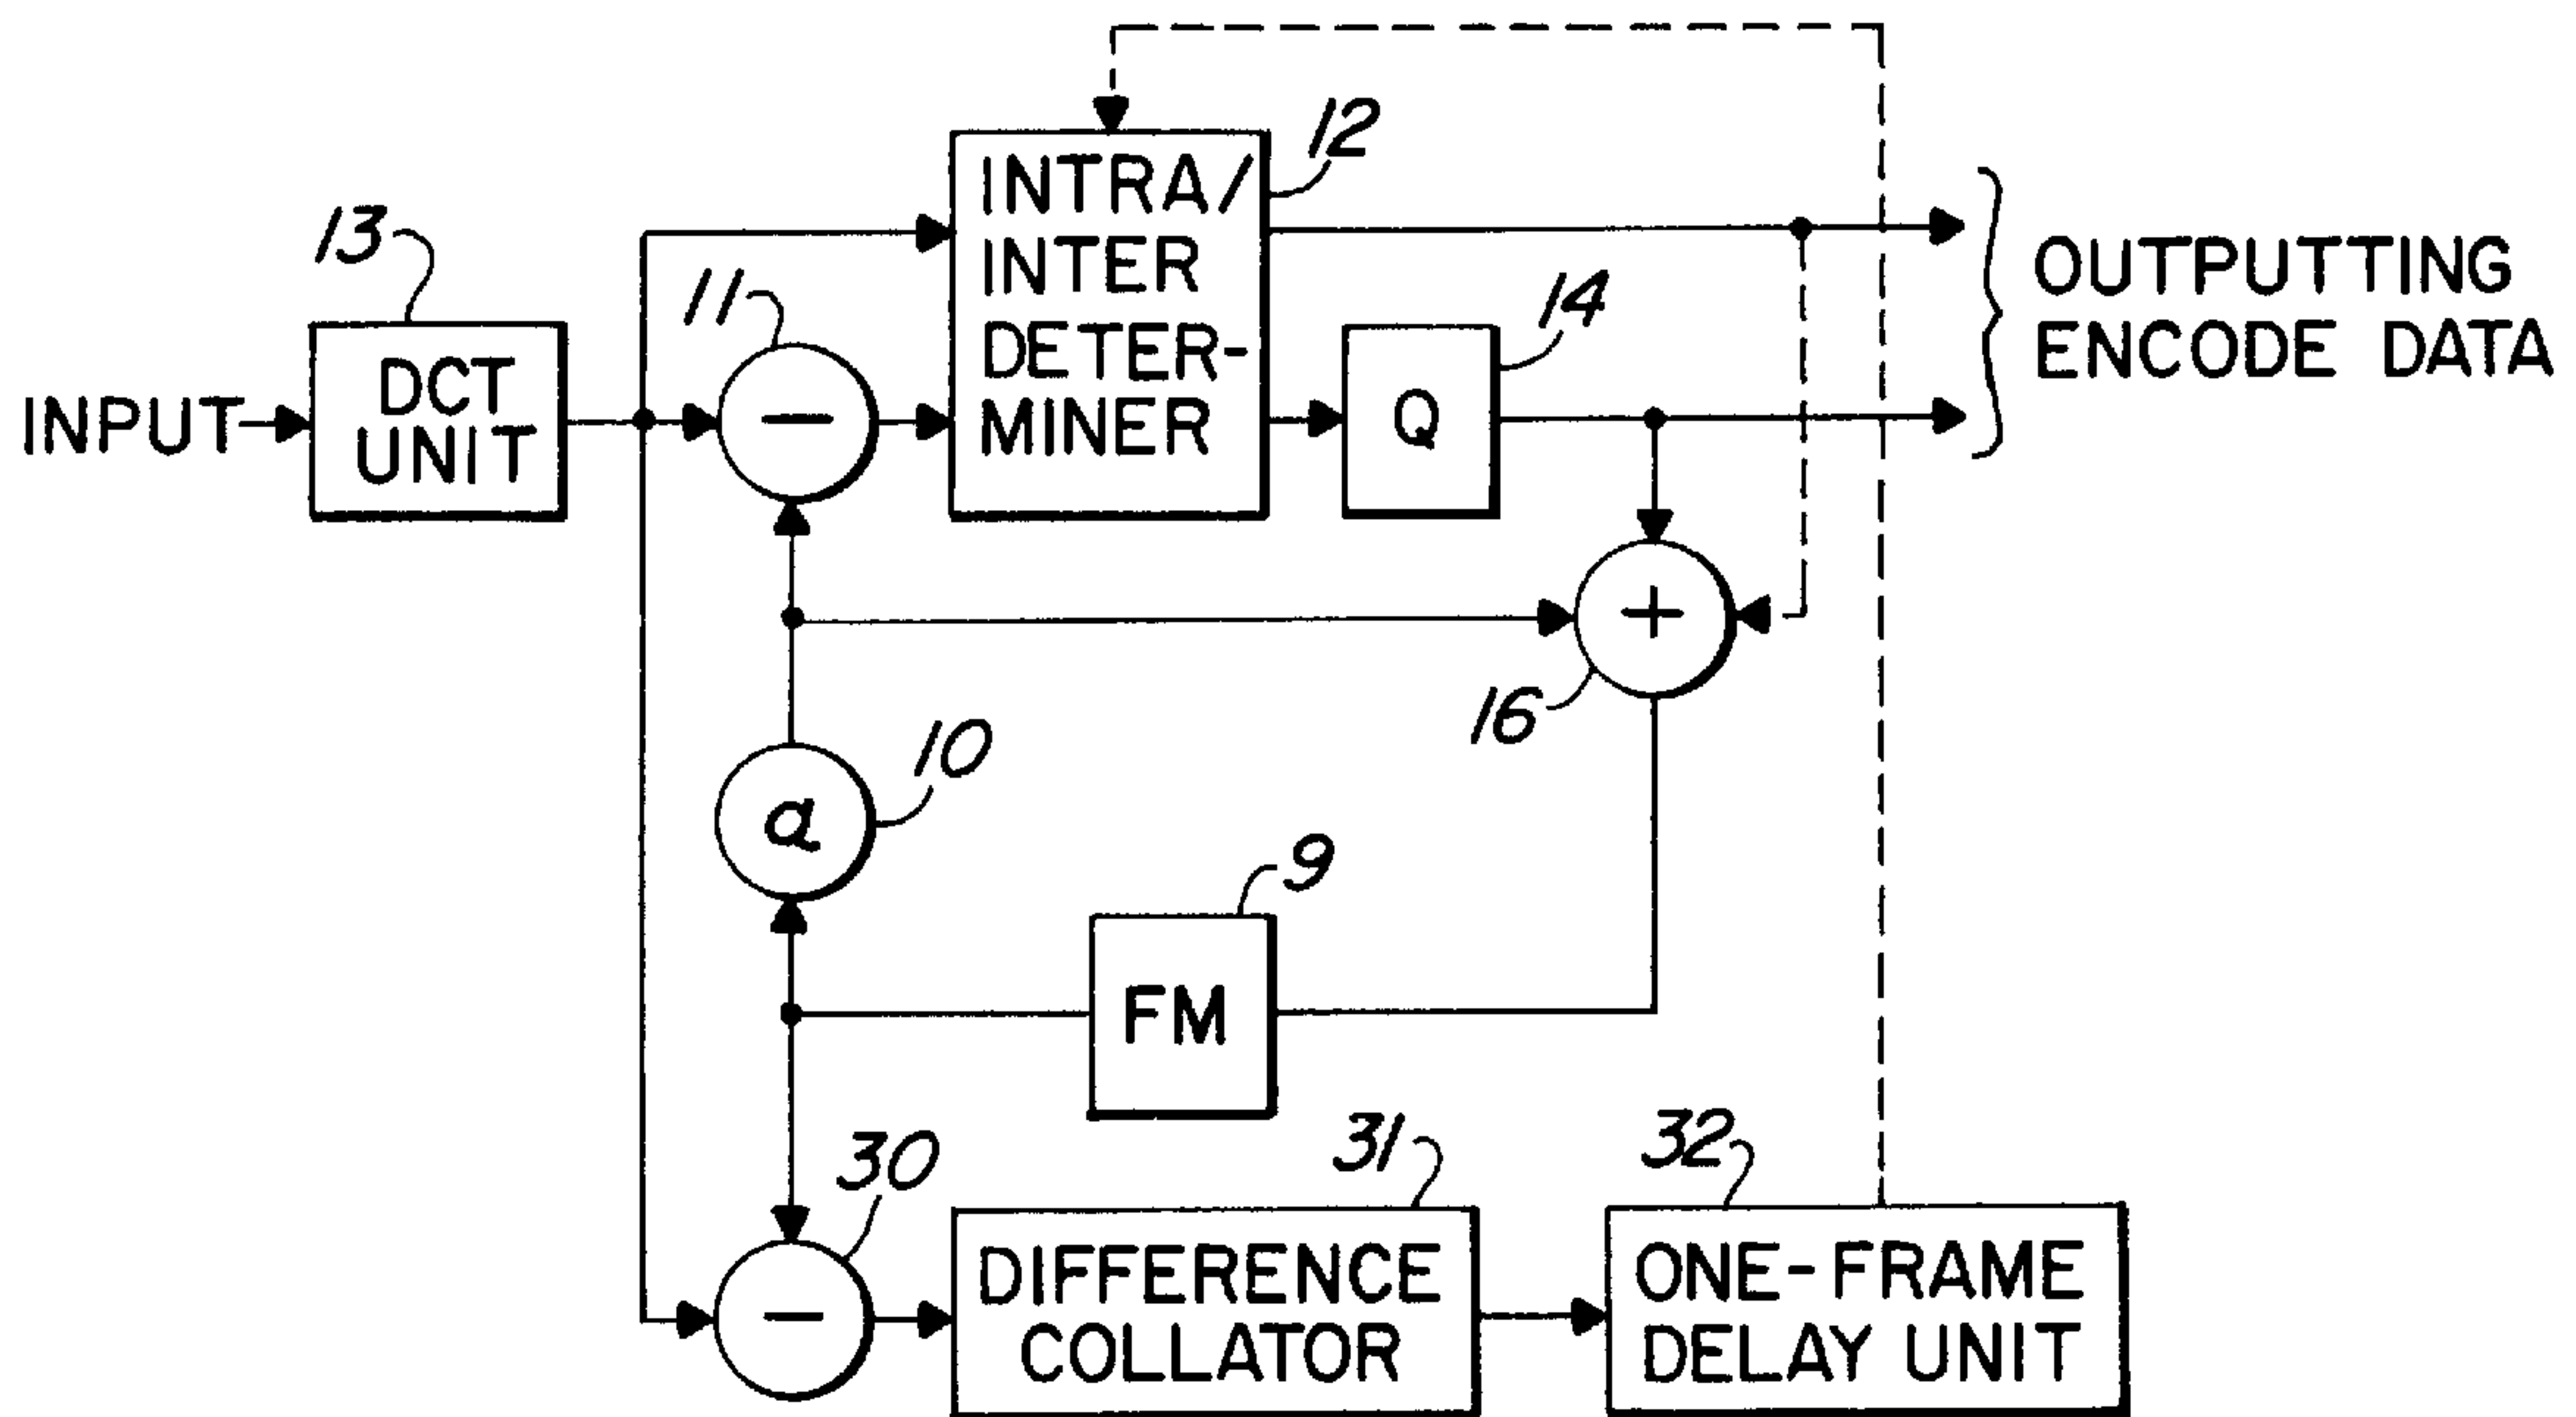 12
INTRA/
INTER
DETER-
MINER
13
11
14
OUTPUTTING
ENCODE DATA
INPUT
DCT
UNIT
−
Q
+
16
10
a
9
FM
30
31
32
−
DIFFERENCE
COLLATOR
ONE-FRAME
DELAY UNIT